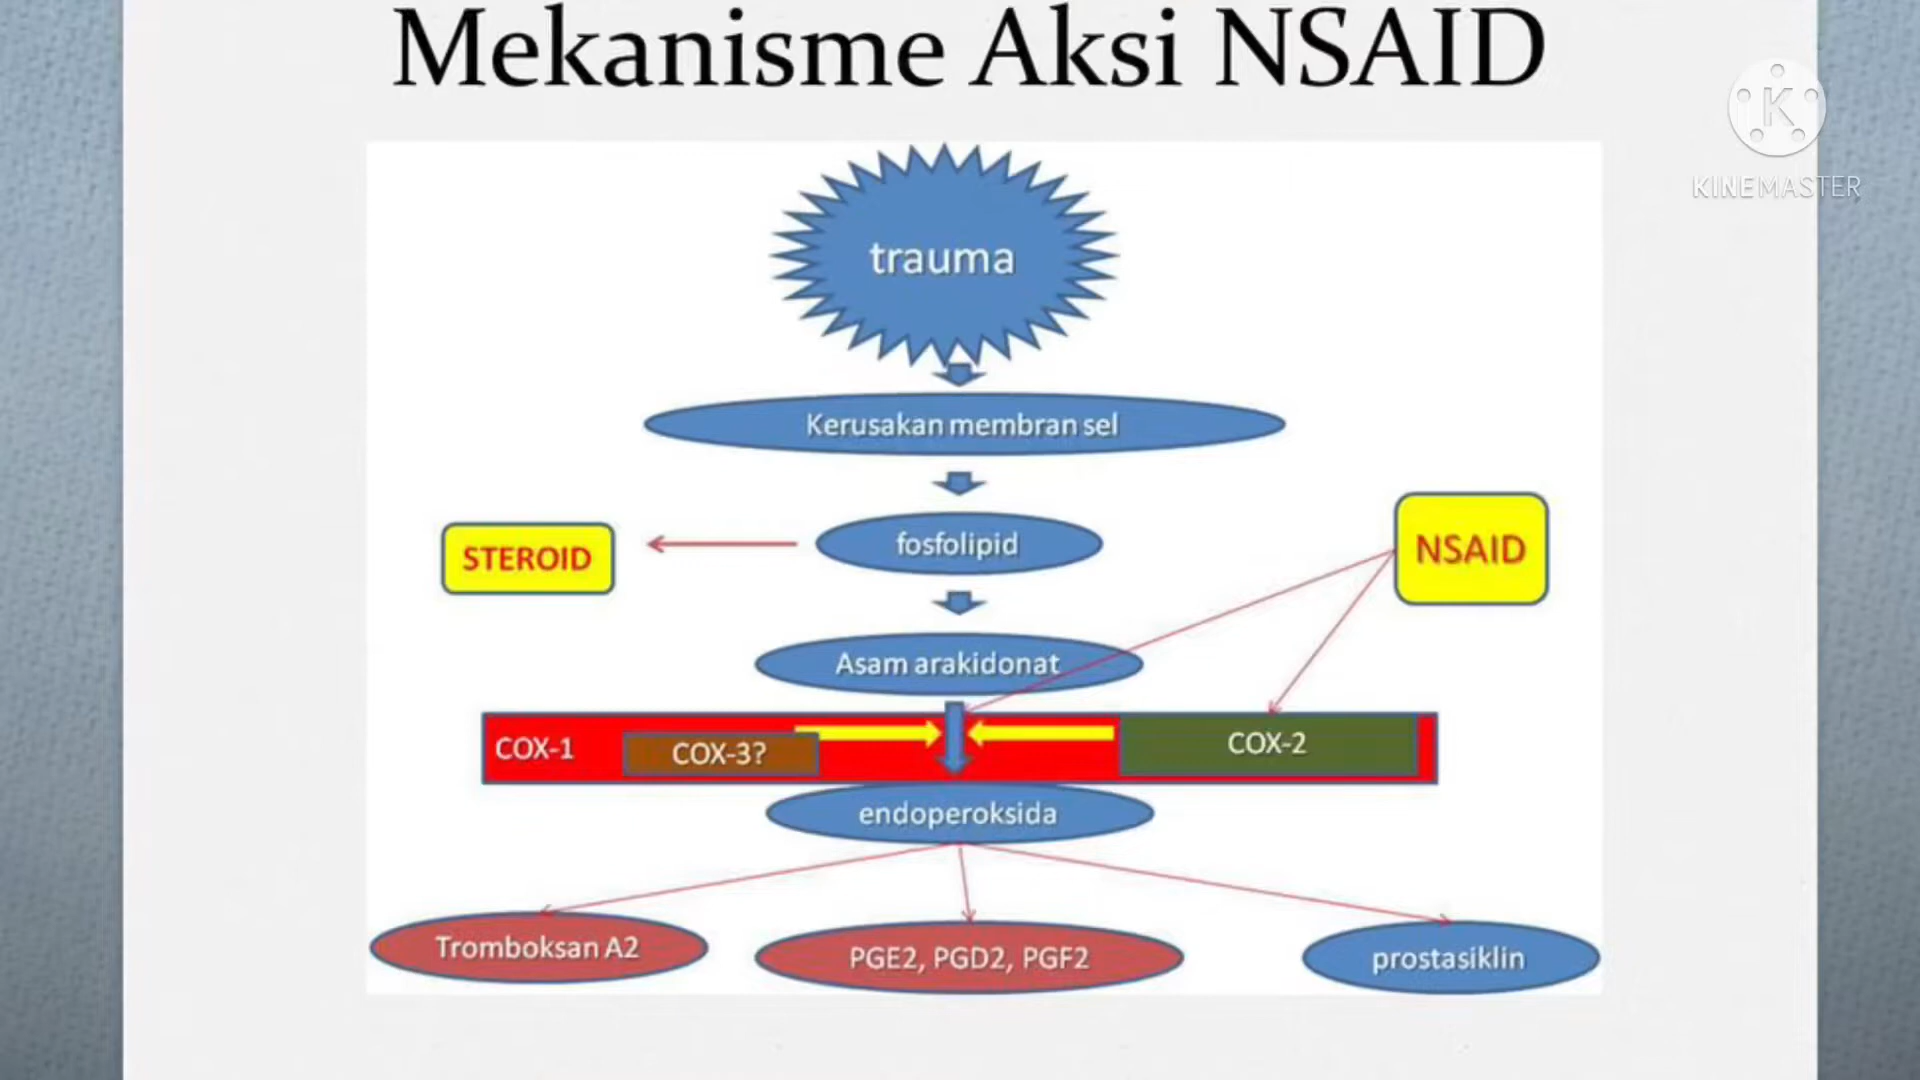 Mekanisme Aksi NSAID
K
KINEMASTER
trauma
Kerusakan membran sel
fosfolipid
STEROID
NSAID
Asam arakidonat
COX-1
COX-3?
COX-2
endoperoksida
Tromboksan A2
PGE2, PGD2, PGF2
prostasiklin